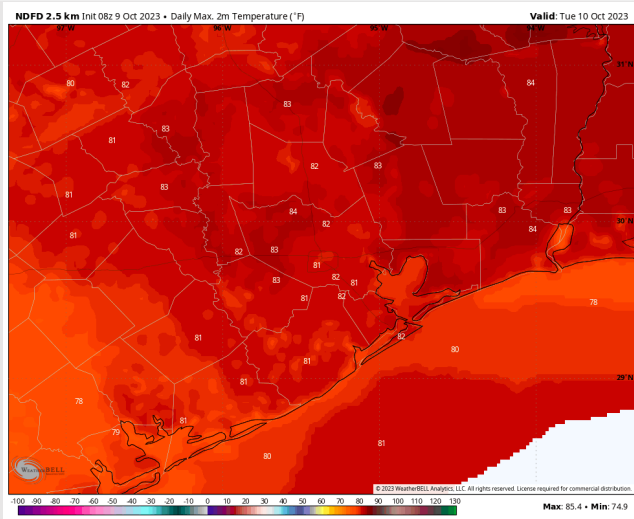 NDFD 2.5 km Init 08z 9 Oct 2023 • Daily Max. 2m Temperature (°F)
Valid: Tue 10 Oct 2023
97°W 96°W 95°W 94°W
31°N
80 82 83 84
81 83
82 83
81 83
84 83 83
81 82 84
82 83
81
83 82 81
81 82 78
82
81 80
81
81 29°N
78
81
79
80 81
30°N
WEATHERBELL
© 2023 WeatherBELL Analytics, LLC. All rights reserved. License required for commercial distribution.
-100 -90 -80 -70 -60 -50 -40 -30 -20 -10 0 10 20 30 40 50 60 70 80 90 100 110 120 130
Max: 85.4 • Min: 74.9